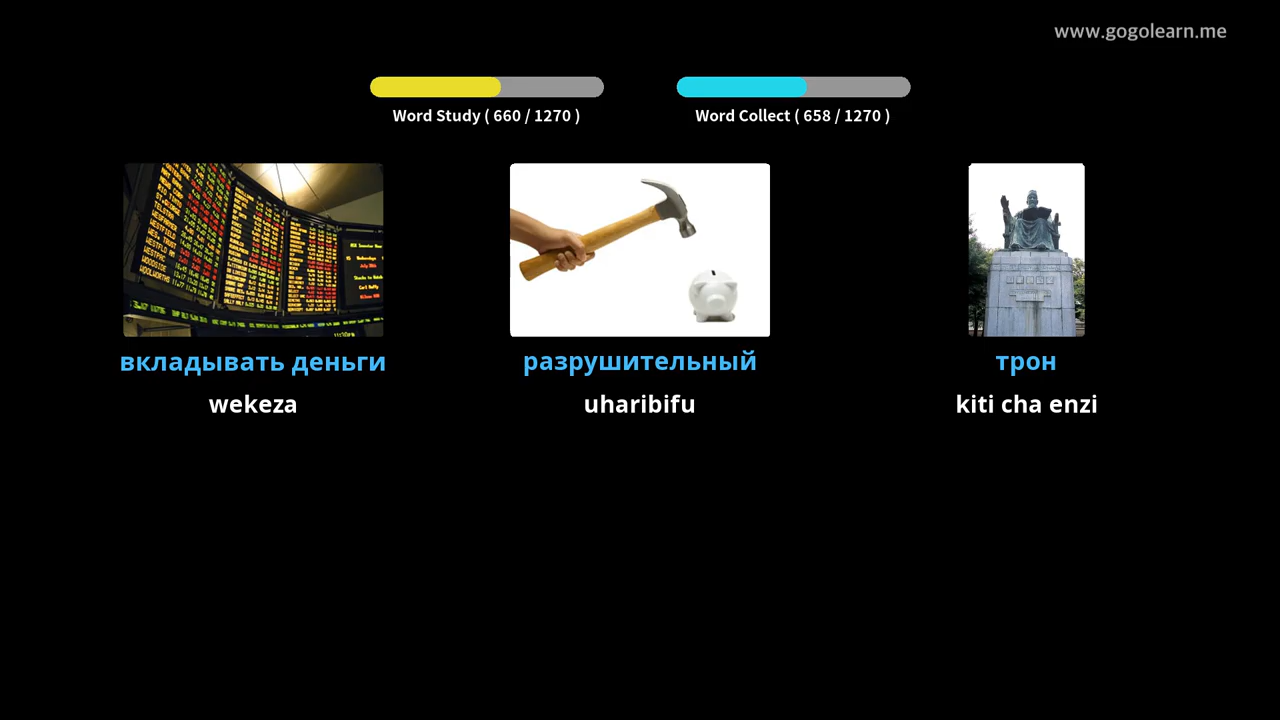 www.gogolearn.me
Word Study ( 660 / 1270 )
Word Collect ( 658 / 1270 )
вкладывать деньги
разрушительный
трон
wekeza
uharibifu
kiti cha enzi